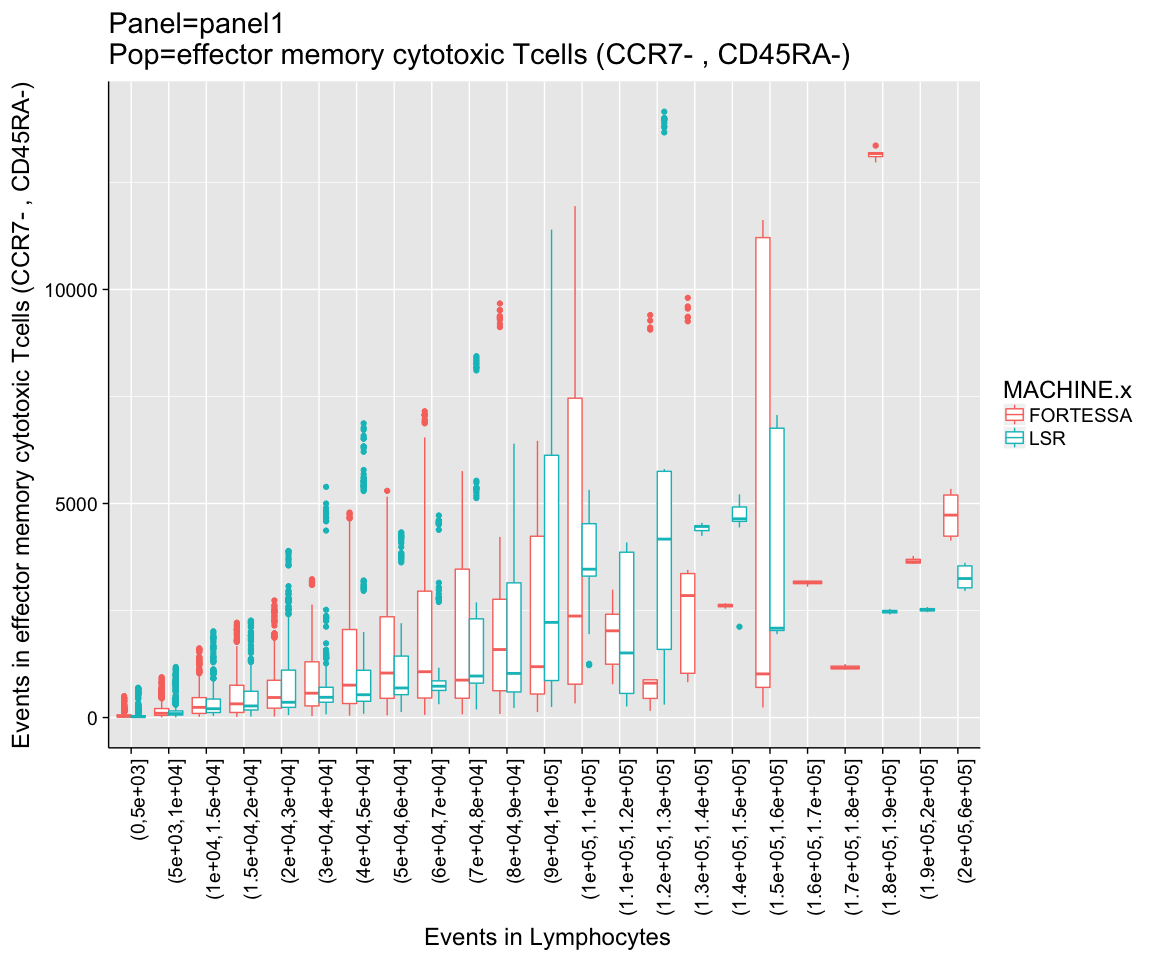 Panel=panel1
Pop=effector memory cytotoxic Tcells (CCR7- , CD45RA-)
Events in effector memory cytotoxic Tcells (CCR7- , CD45RA-)
10000
5000
0
(0,5e+03]
(5e+03,1e+04]
(1e+04,1.5e+04]
(1.5e+04,2e+04]
(2e+04,3e+04]
(3e+04,4e+04]
(4e+04,5e+04]
(5e+04,6e+04]
(6e+04,7e+04]
(7e+04,8e+04]
(8e+04,9e+04]
(9e+04,1e+05]
(1e+05,1.1e+05]
(1.1e+05,1.2e+05]
(1.2e+05,1.3e+05]
(1.3e+05,1.4e+05]
(1.4e+05,1.5e+05]
(1.5e+05,1.6e+05]
(1.6e+05,1.7e+05]
(1.7e+05,1.8e+05]
(1.8e+05,1.9e+05]
(1.9e+05,2e+05]
(2e+05,6e+05]
Events in Lymphocytes
MACHINE.x
FORTESSA
LSR